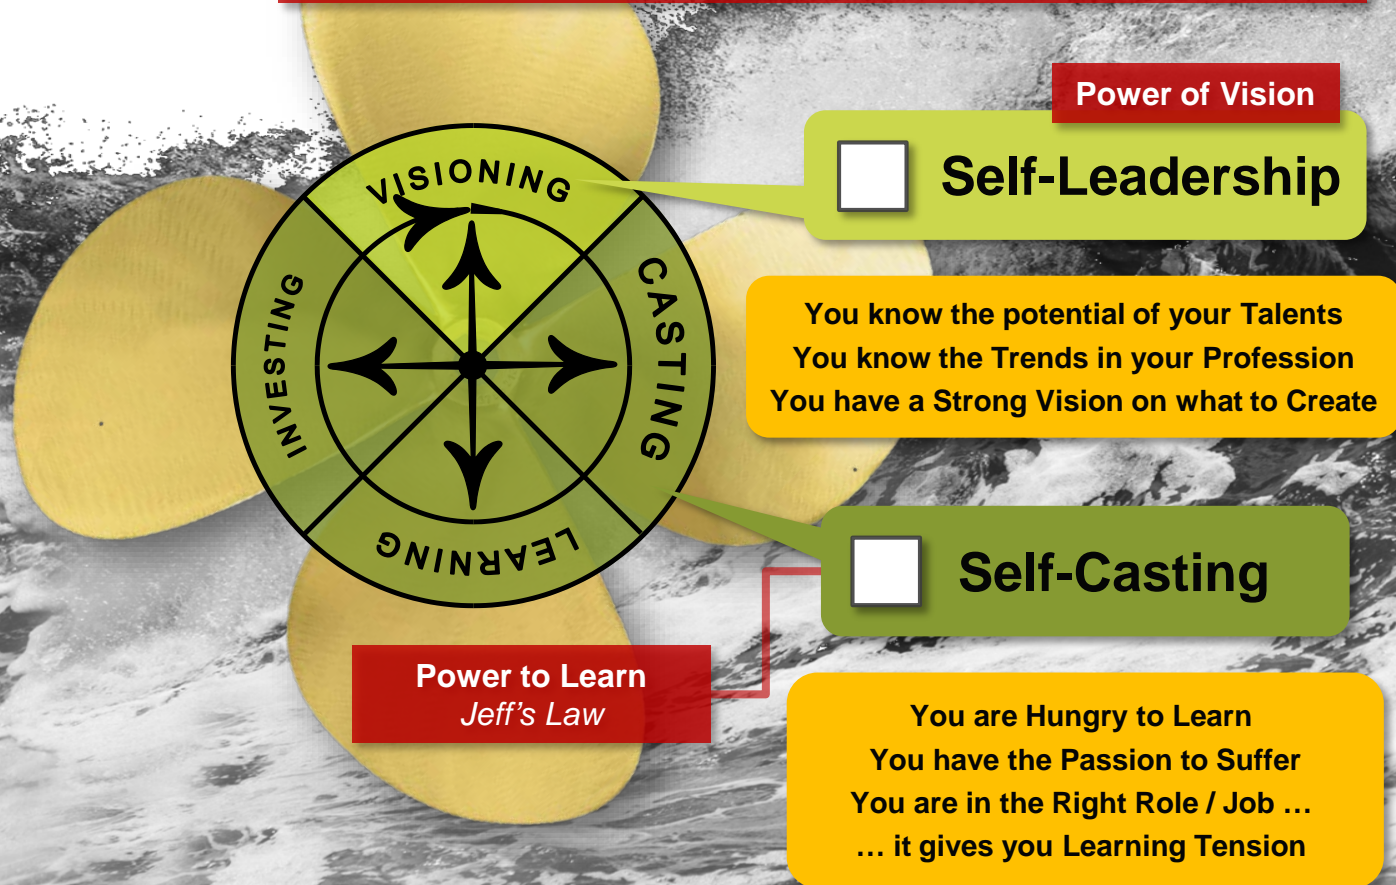 Power of Vision
Self-Leadership
VISIONING
CASTING
LEARNING
INVESTING
You know the potential of your Talents
You know the Trends in your Profession
You have a Strong Vision on what to Create
Self-Casting
Power to Learn
Jeff's Law
You are Hungry to Learn
You have the Passion to Suffer
You are in the Right Role / Job …
… it gives you Learning Tension